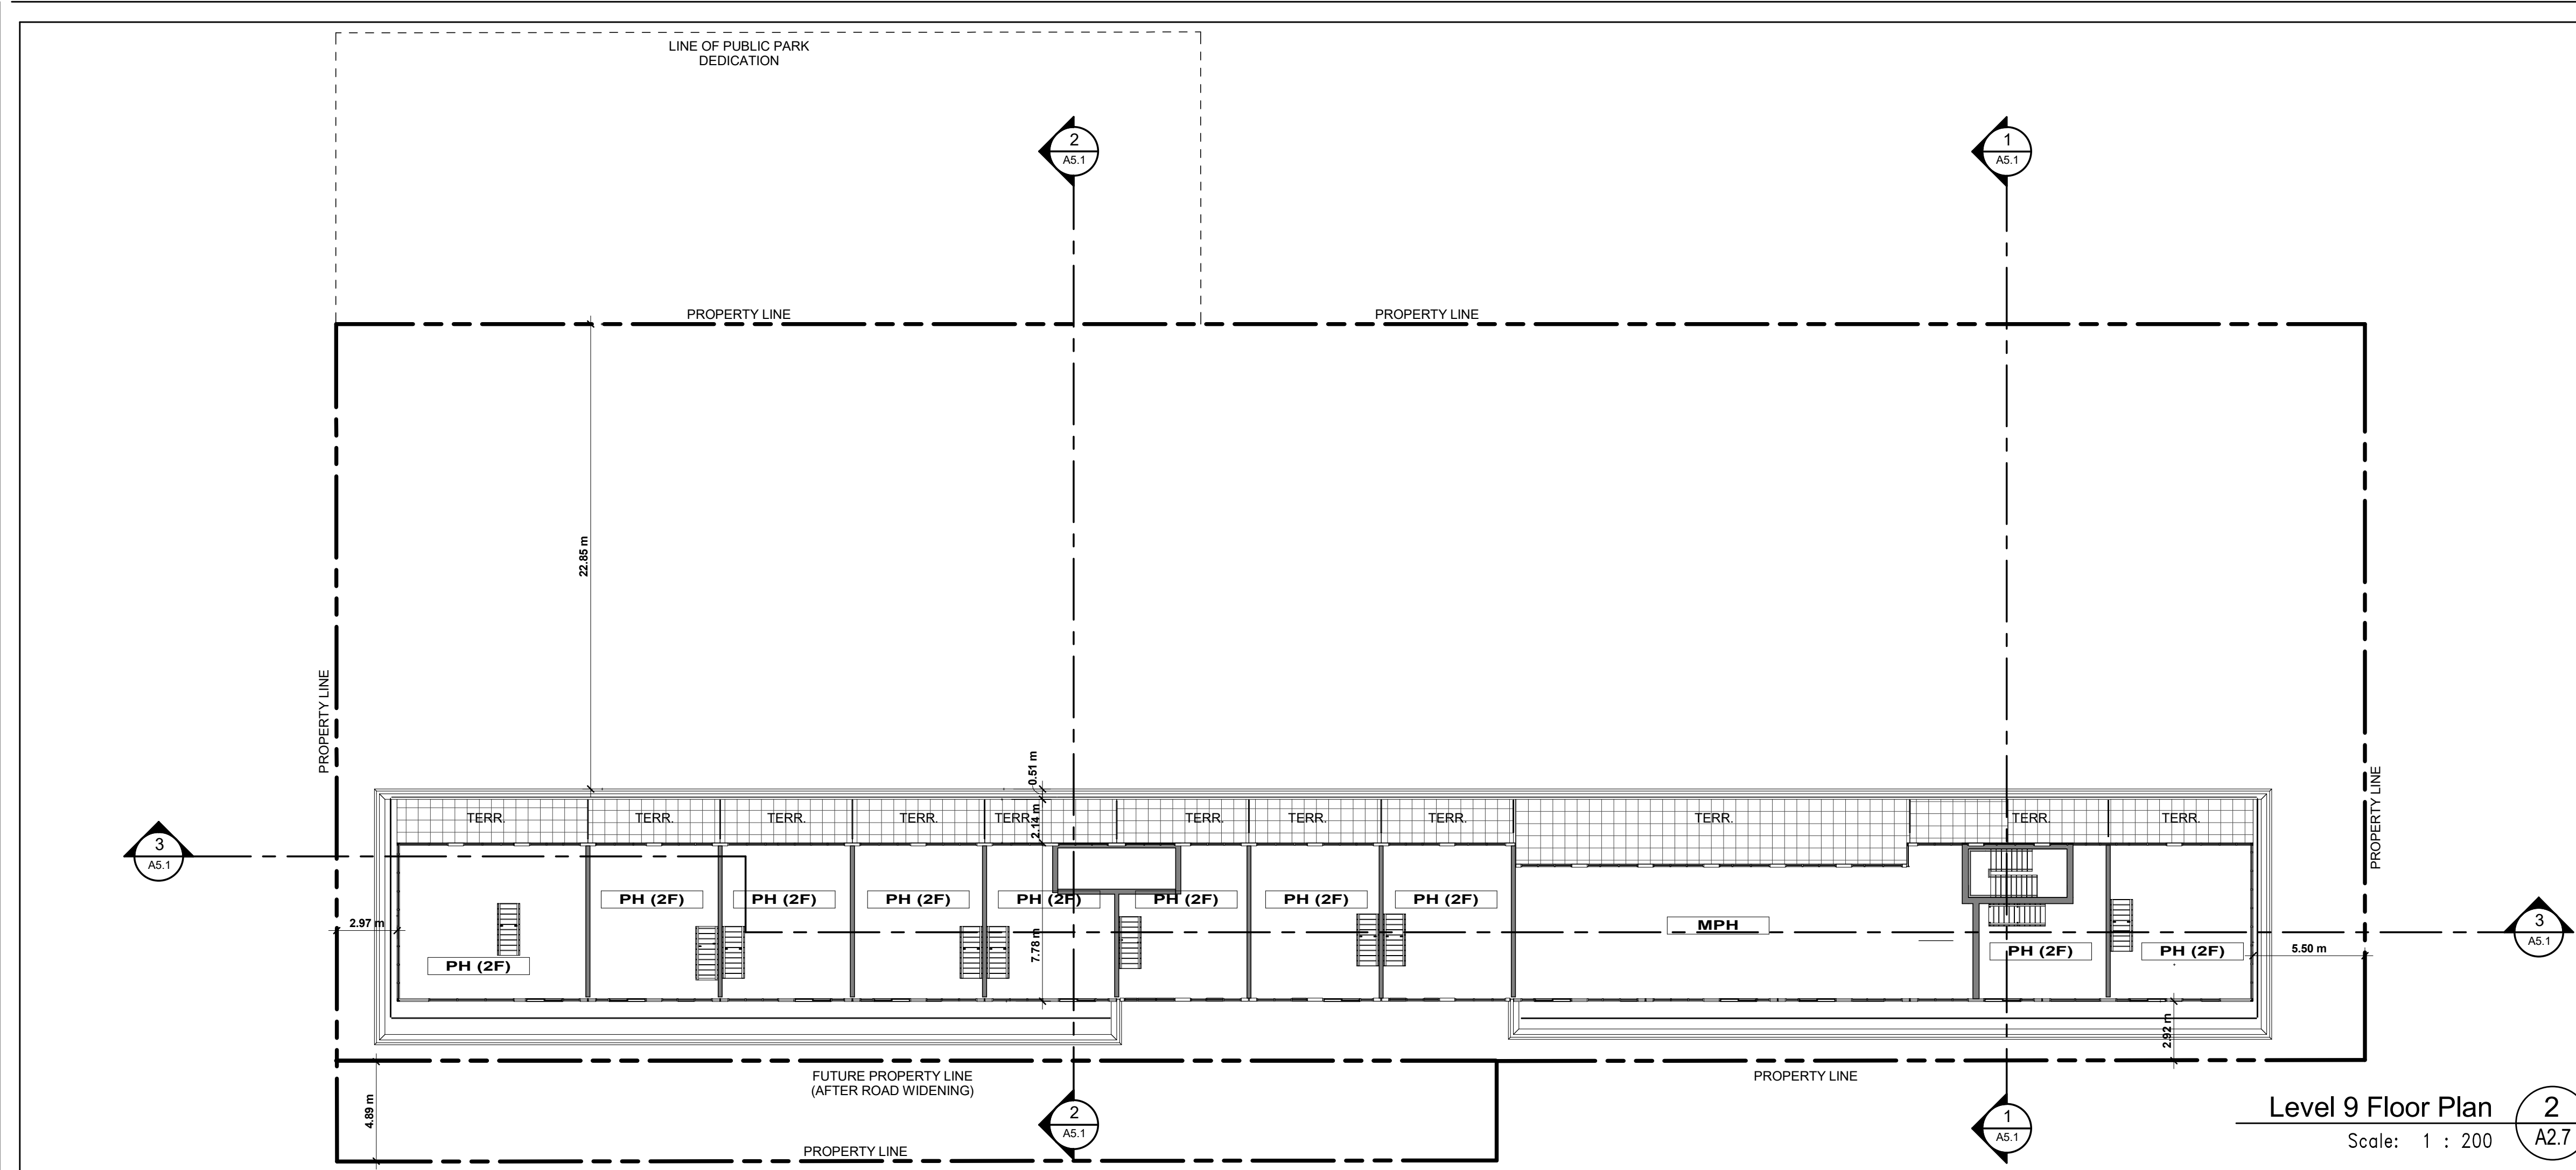 LINE OF PUBLIC PARK
DEDICATION
2
A5.1
1
A5.1
PROPERTY LINE
PROPERTY LINE
22.85 m
PROPERTY LINE
0.51 m
PROPERTY LINE
TERR.
TERR.
TERR.
TERR.
TERR.
2.14 m
TERR.
TERR.
TERR.
TERR.
TERR.
TERR.
3
A5.1
PH (2F)
PH (2F)
PH (2F)
PH (2F)
PH (2F)
PH (2F)
PH (2F)
2.97 m
MPH
3
A5.1
7.78 m
PH (2F)
PH (2F)
PH (2F)
5.50 m
2.92 m
FUTURE PROPERTY LINE
(AFTER ROAD WIDENING)
PROPERTY LINE
4.89 m
2
A5.1
1
A5.1
Level 9 Floor Plan
2
Scale: 1 : 200
A2.7
PROPERTY LINE